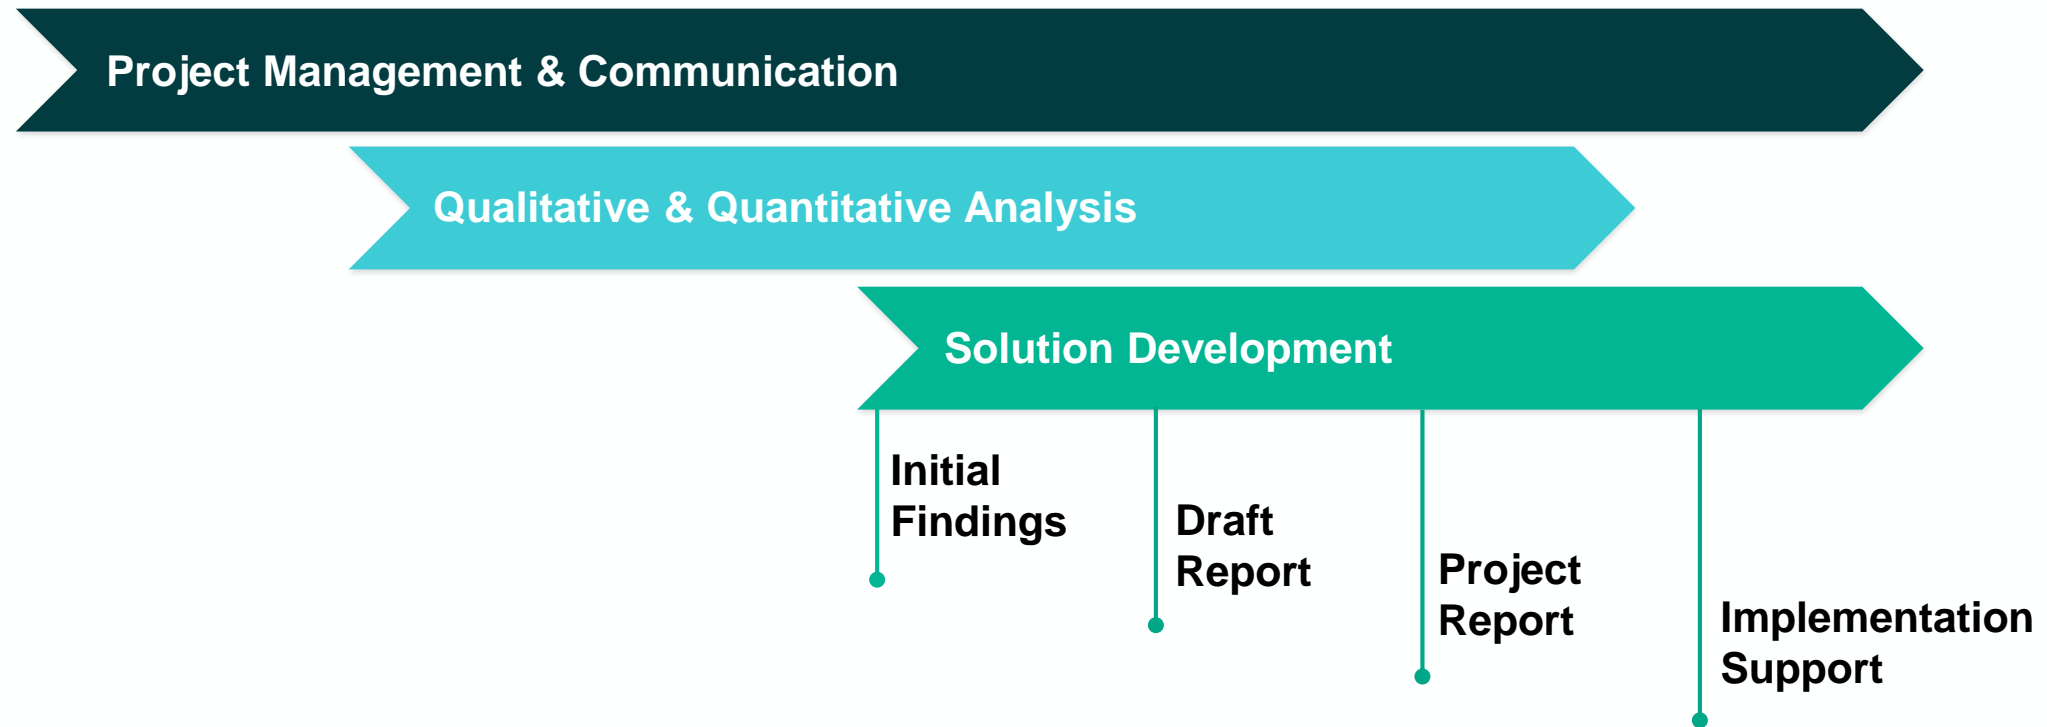 Project Management & Communication
Qualitative & Quantitative Analysis
Solution Development
Initial
Findings
Draft
Report
Project
Report
Implementation
Support